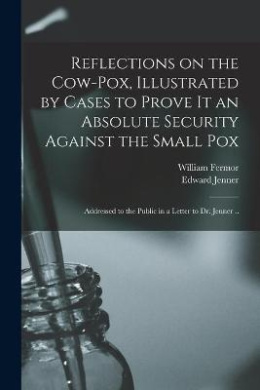 Reflections on the
Cow-Pox, Illustrated
by Cases to Prove It an
Absolute Security
Against the Small
Pox
William Fermor
Edward Jenner
Addressed to the Public in a Letter to Dr. Jenner ..